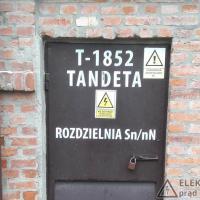 T-1852
TANDETA
ROZDZIELNIA Sn/nN
ELEK
prąd